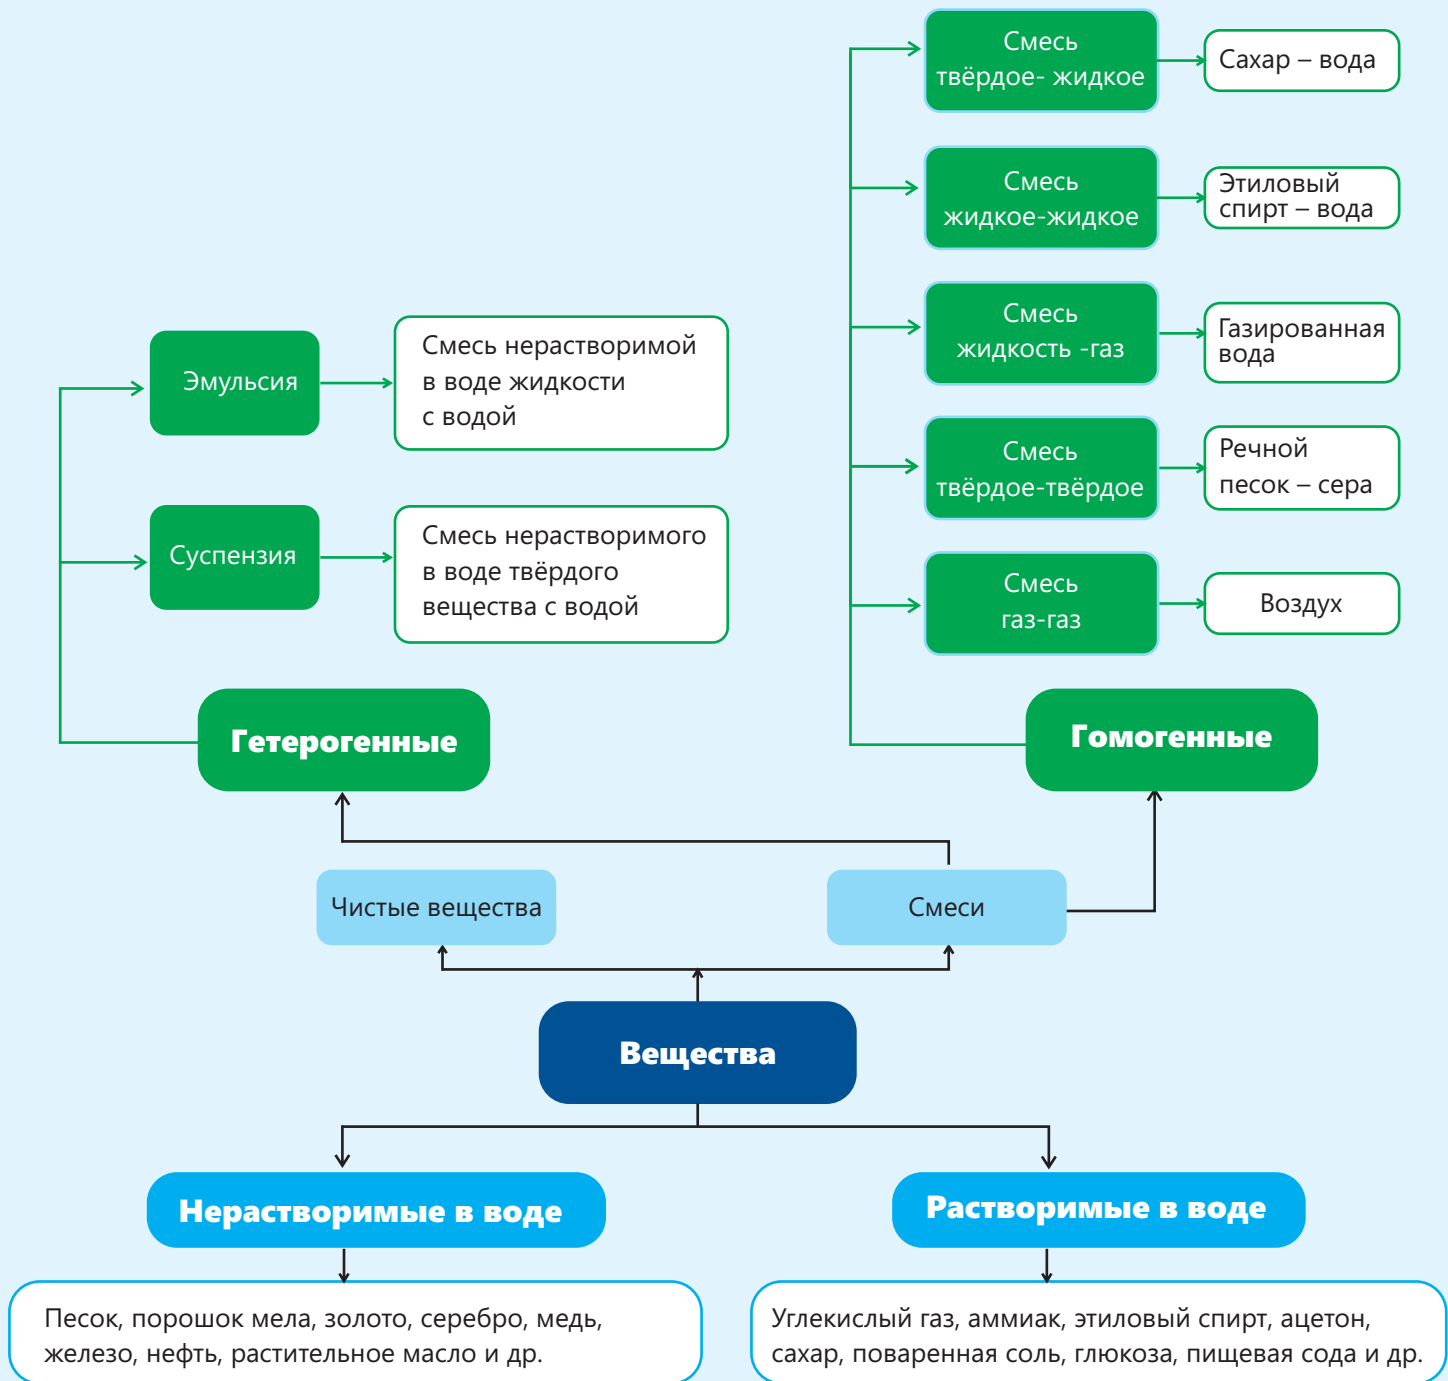 Смесь
твёрдое- жидкое
Сахар – вода
Смесь
жидкое-жидкое
Этиловый
спирт – вода
Смесь
жидкость -газ
Газированная
вода
Эмульсия
Смесь нерастворимой
в воде жидкости
с водой
Смесь
твёрдое-твёрдое
Речной
песок – сера
Суспензия
Смесь нерастворимого
в воде твёрдого
вещества с водой
Смесь
газ-газ
Воздух
Гетерогенные
Гомогенные
Чистые вещества
Смеси
Вещества
Нерастворимые в воде
Растворимые в воде
Песок, порошок мела, золото, серебро, медь,
железо, нефть, растительное масло и др.
Углекислый газ, аммиак, этиловый спирт, ацетон,
сахар, поваренная соль, глюкоза, пищевая сода и др.